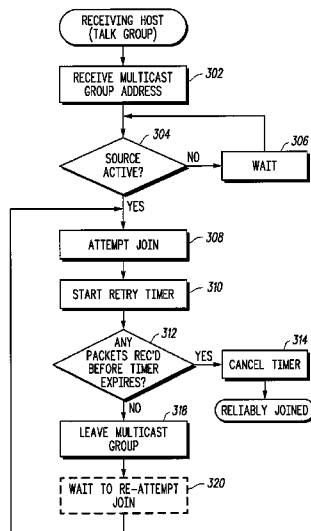 RECEIVING HOST
(TALK GROUP)
RECEIVE MULTICAST
GROUP ADDRESS
302
304
SOURCE
ACTIVE?
NO
306
WAIT
YES
ATTEMPT JOIN
308
START RETRY TIMER
310
312
ANY
PACKETS REC'D
BEFORE TIMER
EXPIRES?
YES
314
CANCEL TIMER
RELIABLY JOINED
NO
318
LEAVE MULTICAST
GROUP
WAIT TO RE-ATTEMPT
JOIN
320